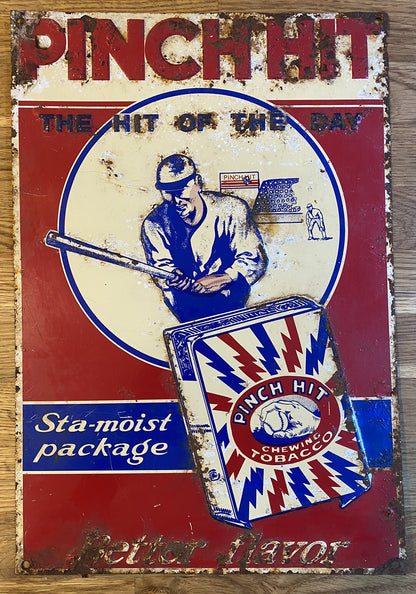 PINCH HIT
THE HIT OF THE DAY
PINCH HIT
PINCH HIT
CHEWING
TOBACCO
Sta-moist
package
Better flavor